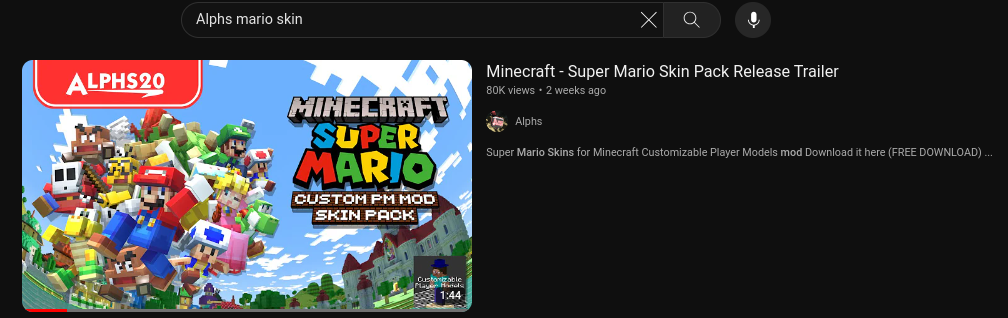 Alphs mario skin
ALPHS20
MINECRAFT
SUPER
MARIO
CUSTOM PM MOD
SKIN PACK
Customizable
Player Models
1:44
Minecraft - Super Mario Skin Pack Release Trailer
80K views • 2 weeks ago
Alphs
Super Mario Skins for Minecraft Customizable Player Models mod Download it here (FREE DOWNLOAD) ...